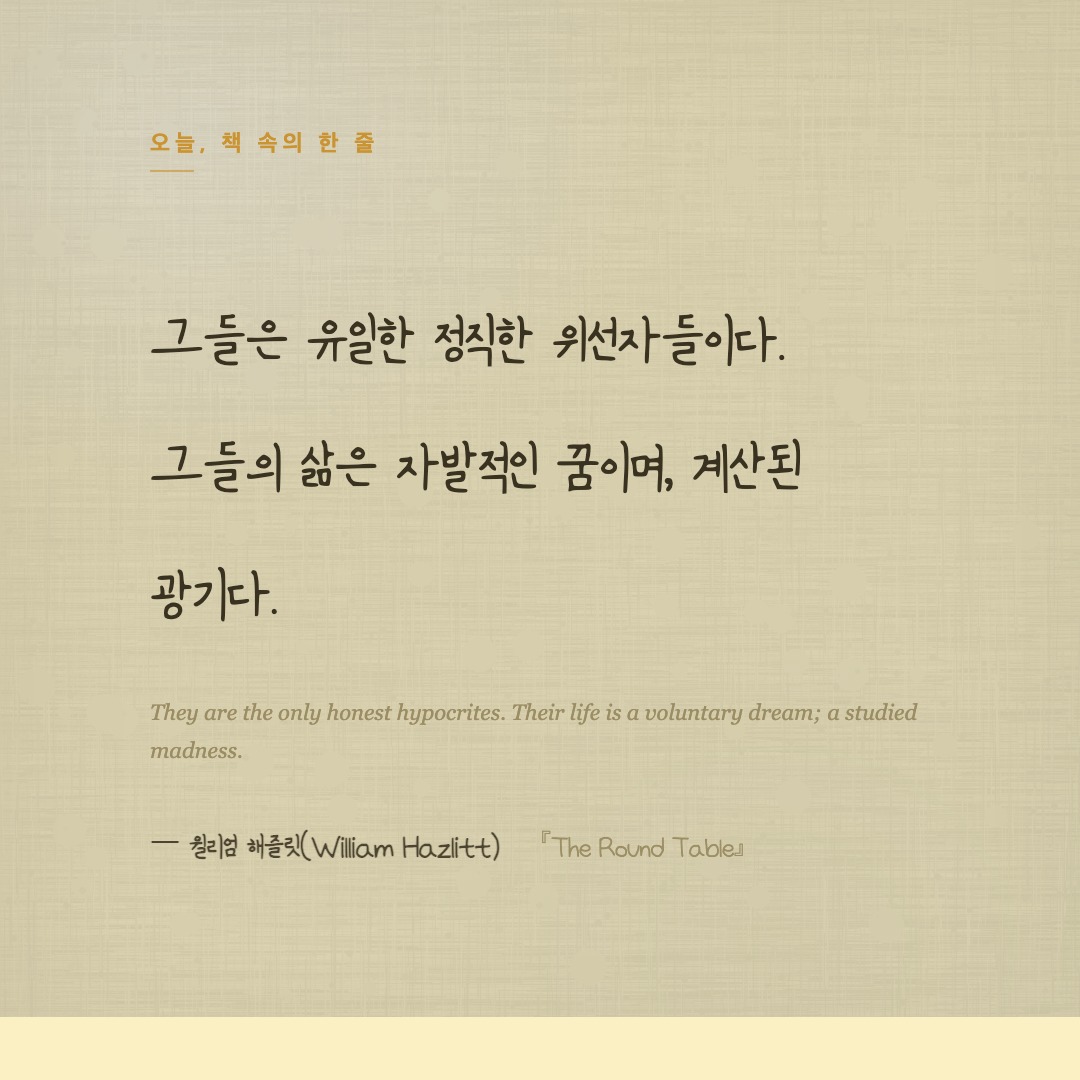 오늘, 책 속의 한 줄
그들은 유일한 정직한 위선자들이다.
그들의 삶은 자발적인 꿈이며, 계산된
광기다.
They are the only honest hypocrites. Their life is a voluntary dream; a studied
madness.
— 윌리엄 해즐릿(William Hazlitt) 『The Round Table』